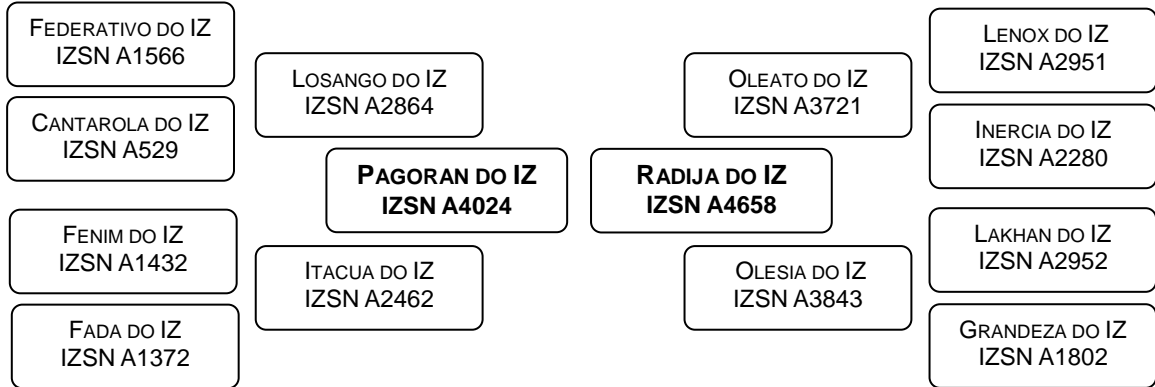 FEDERATIVO DO IZ
IZSN A1566
CANTAROLA DO IZ
IZSN A529
LOSANGO DO IZ
IZSN A2864
PAGORAN DO IZ
IZSN A4024
FENIM DO IZ
IZSN A1432
FADA DO IZ
IZSN A1372
ITACUA DO IZ
IZSN A2462
OLEATO DO IZ
IZSN A3721
LENOX DO IZ
IZSN A2951
INERCIA DO IZ
IZSN A2280
RADIJA DO IZ
IZSN A4658
OLESIA DO IZ
IZSN A3843
LAKHAN DO IZ
IZSN A2952
GRANDEZA DO IZ
IZSN A1802